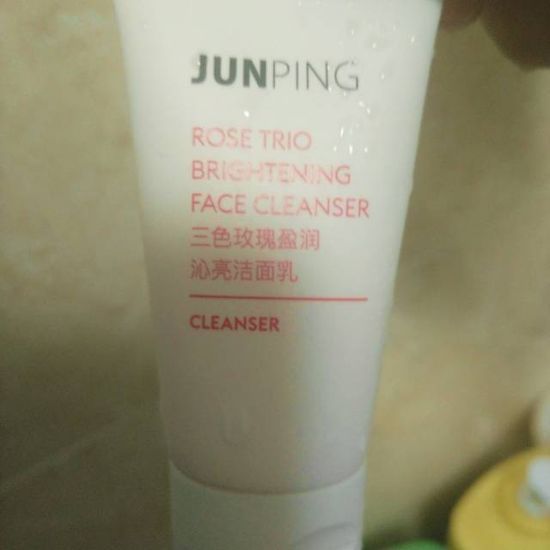 JUNPING
ROSE TRIO
BRIGHTENING
FACE CLEANSER
三色玫瑰盈润
沁亮洁面乳
CLEANSER